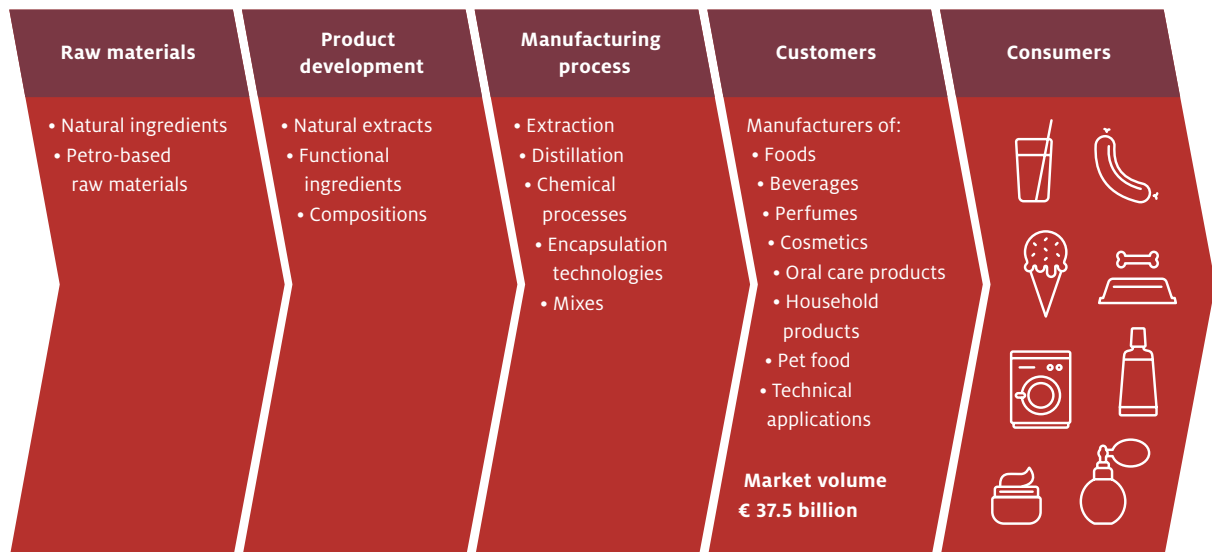 Raw materials
• Natural ingredients
• Petro-based
raw materials
Product
development
• Natural extracts
• Functional
ingredients
• Compositions
Manufacturing
process
• Extraction
• Distillation
• Chemical
processes
• Encapsulation
technologies
• Mixes
Customers
Manufacturers of:
• Foods
• Beverages
• Perfumes
• Cosmetics
• Oral care products
• Household
products
• Pet food
• Technical
applications
Market volume
€ 37.5 billion
Consumers